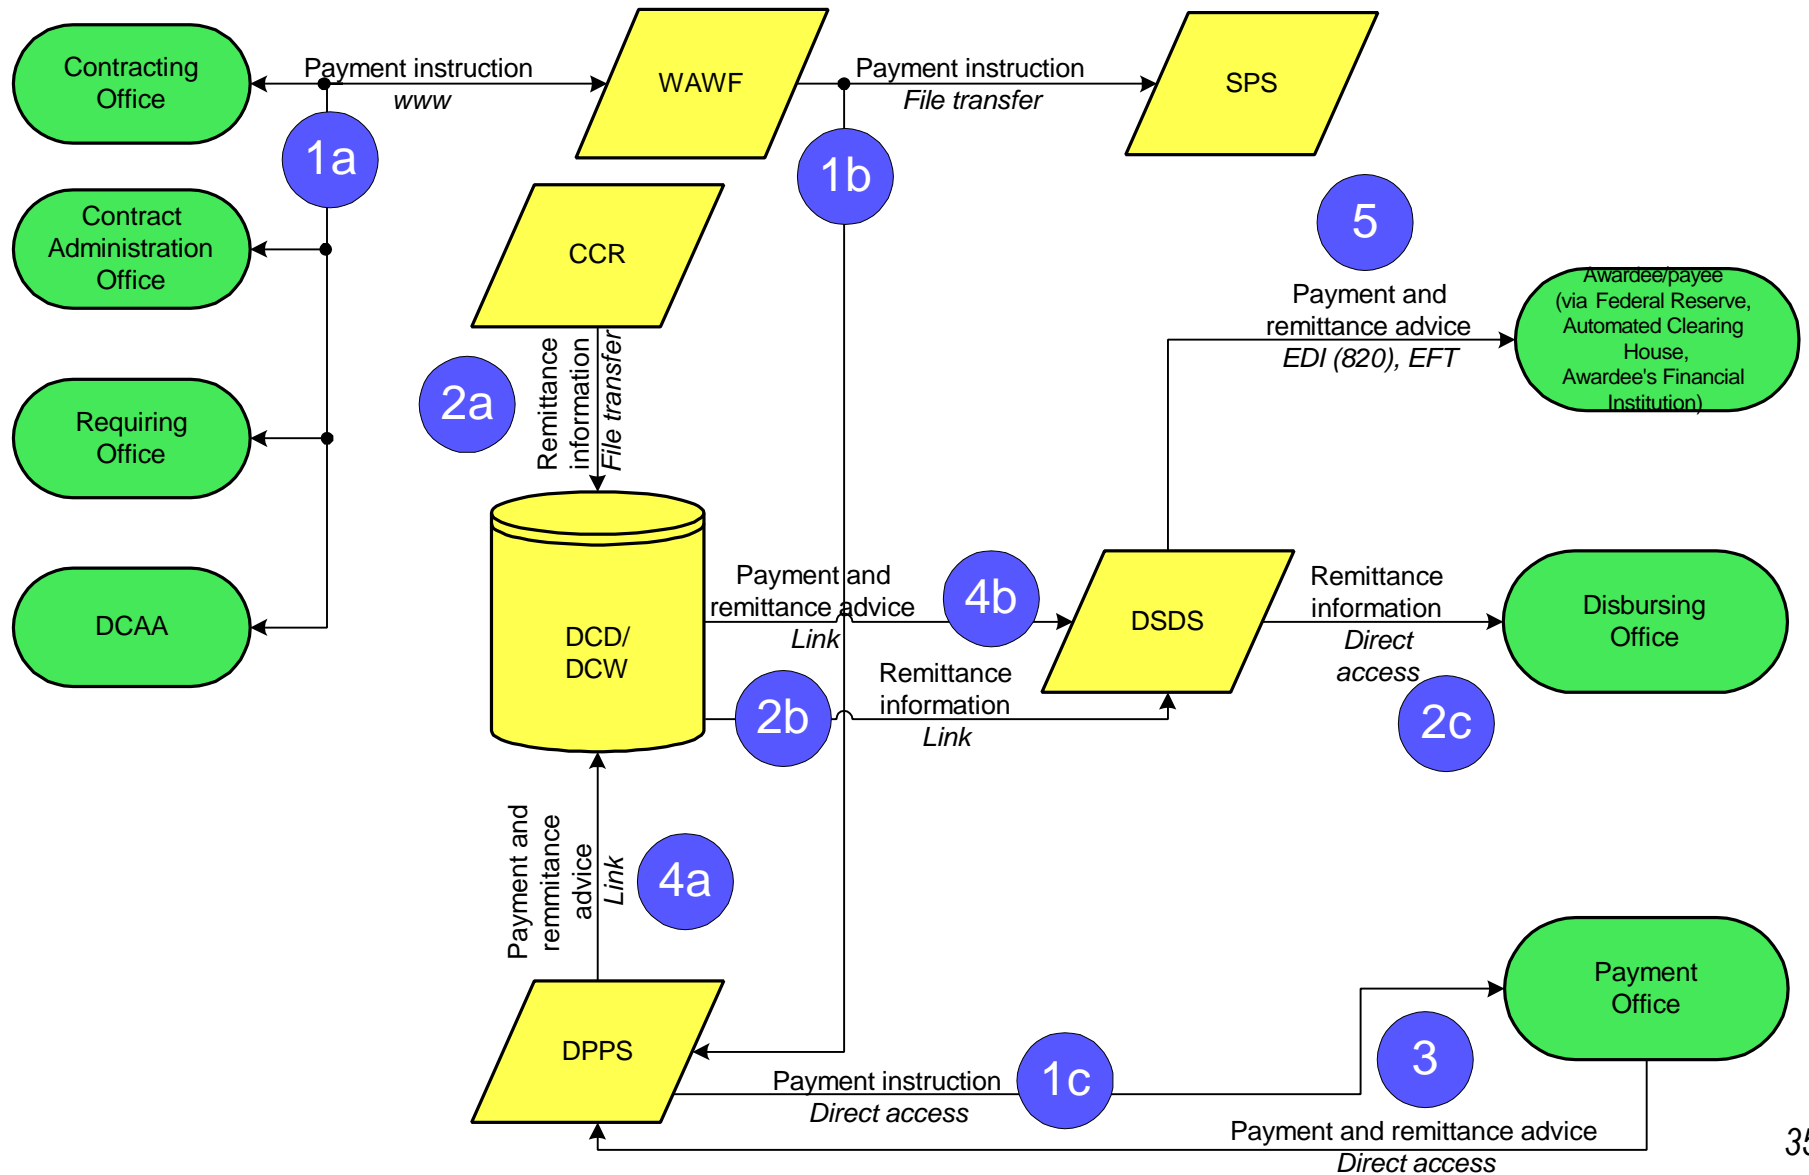 Contracting
Office
Payment instruction
www
WAWF
Payment instruction
File transfer
SPS
1a
1b
Contract
Administration
Office
CCR
5
Awardee/payee
(via Federal Reserve,
Automated Clearing
House,
Awardee's Financial
Institution)
Payment and
remittance advice
EDI (820), EFT
Remittance
information
File transfer
2a
Requiring
Office
DCAA
DCD/
DCW
Payment and
remittance advice
Link
4b
DSDS
Remittance
information
Direct
access
Disbursing
Office
2b
Remittance
information
Link
2c
Payment and
remmitance
advice
Link
4a
DPPS
Payment instruction
Direct access
1c
3
Payment
Office
Payment and remittance advice
Direct access
35